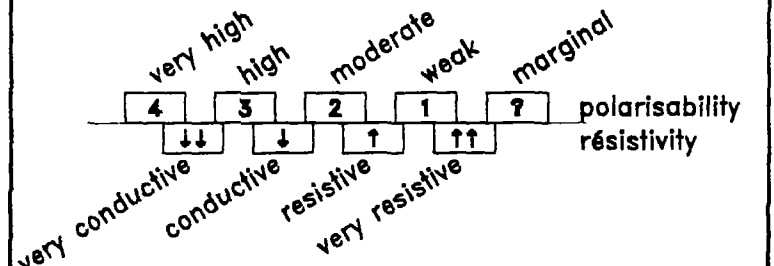 very high high moderate weak marginal
4 3 2 1 ? polarisability
↓↓ ↓ ↑ ↑↑ résistivity
very conductive conductive resistive very resistive